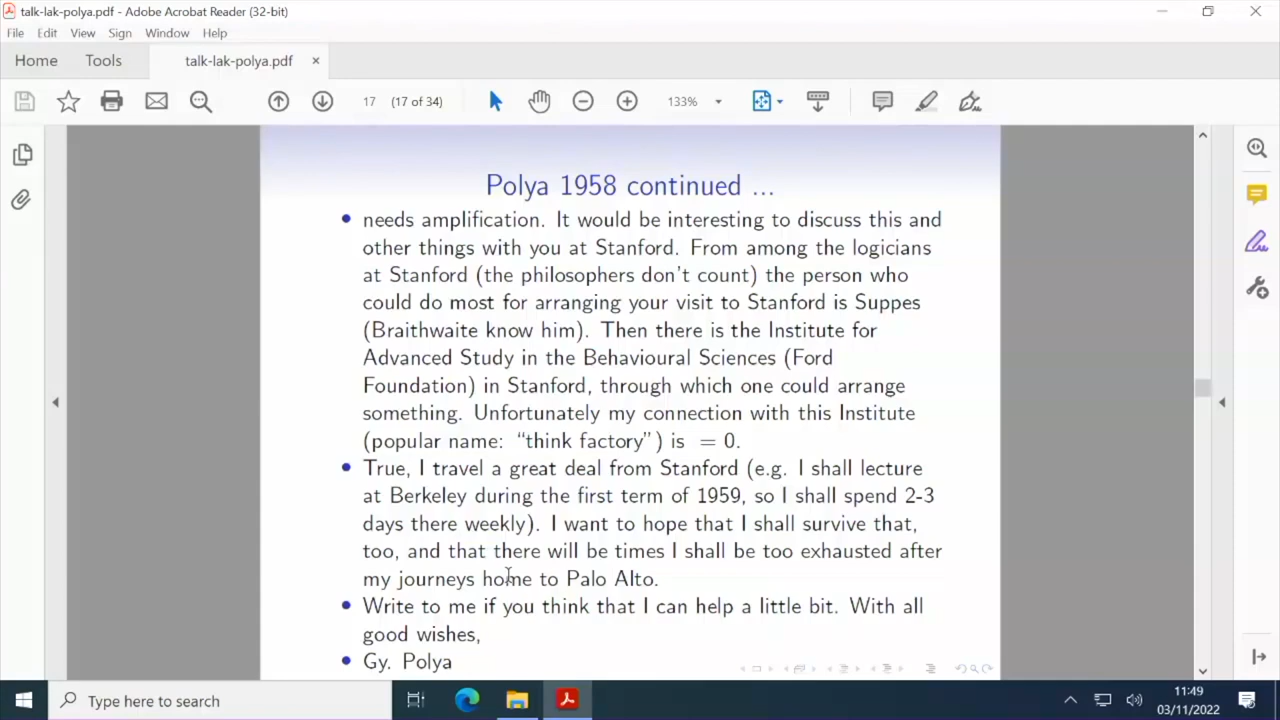 talk-lak-polya.pdf - Adobe Acrobat Reader (32-bit)
File Edit View Sign Window Help
Home Tools talk-lak-polya.pdf ×
17 (17 of 34) 133%
Polya 1958 continued ...
• needs amplification. It would be interesting to discuss this and
other things with you at Stanford. From among the logicians
at Stanford (the philosophers don't count) the person who
could do most for arranging your visit to Stanford is Suppes
(Braithwaite know him). Then there is the Institute for
Advanced Study in the Behavioural Sciences (Ford
Foundation) in Stanford, through which one could arrange
something. Unfortunately my connection with this Institute
(popular name: “think factory”) is = 0.
• True, I travel a great deal from Stanford (e.g. I shall lecture
at Berkeley during the first term of 1959, so I shall spend 2-3
days there weekly). I want to hope that I shall survive that,
too, and that there will be times I shall be too exhausted after
my journeys home to Palo Alto.
• Write to me if you think that I can help a little bit. With all
good wishes,
• Gy. Polya
Type here to search
11:49
03/11/2022